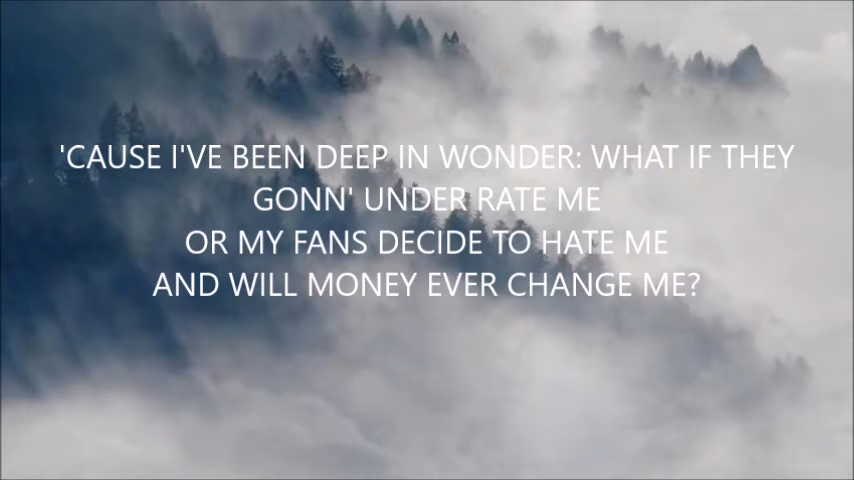 'CAUSE I'VE BEEN DEEP IN WONDER: WHAT IF THEY
GONN' UNDER RATE ME
OR MY FANS DECIDE TO HATE ME
AND WILL MONEY EVER CHANGE ME?